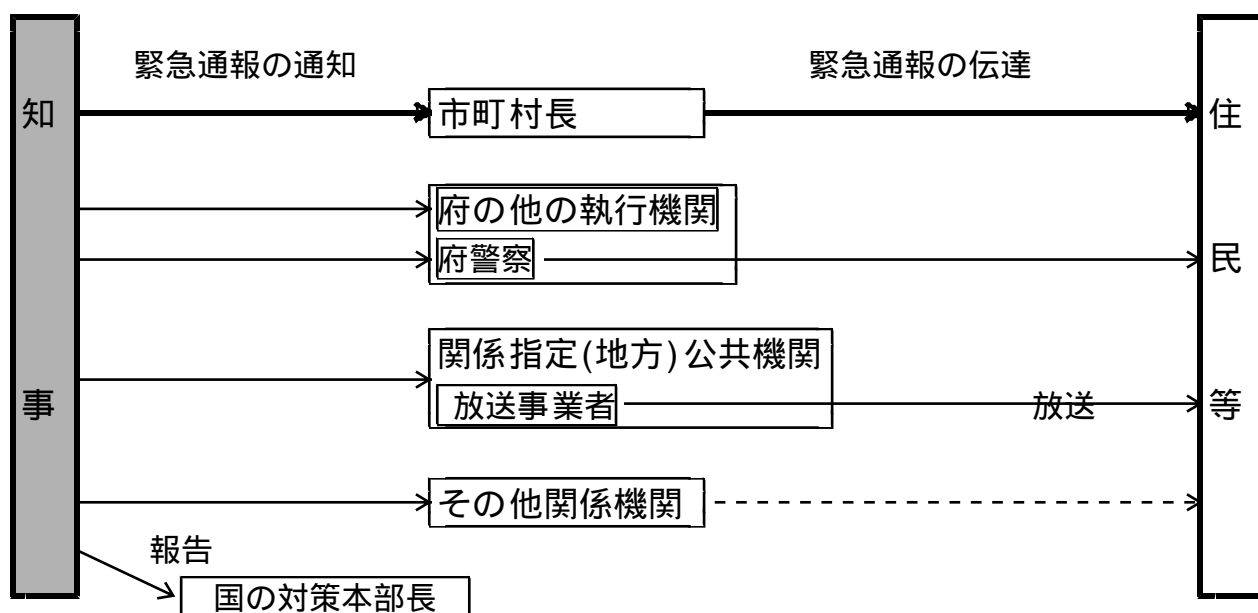 緊急通報の通知
緊急通報の伝達
知事
市町村長
住民等
府の他の執行機関
府警察
関係指定(地方)公共機関
放送事業者
放送
その他関係機関
報告
国の対策本部長